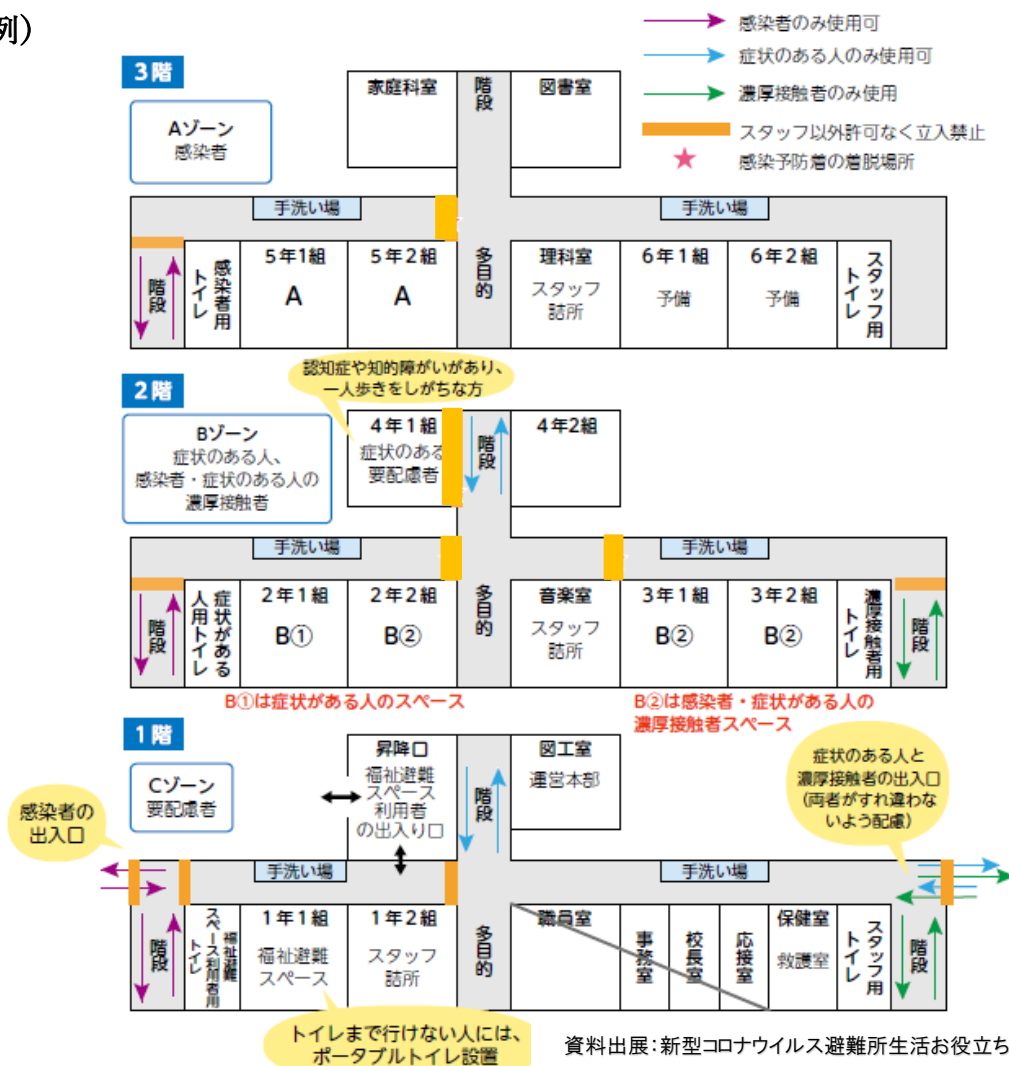 例)
感染者のみ使用可
症状のある人のみ使用可
濃厚接触者のみ使用
スタッフ以外許可なく立入禁止
★ 感染予防着の着脱場所
3階
Aゾーン
感染者
家庭科室
階段
図書室
手洗い場
手洗い場
階段
感染者用
トイレ
5年1組
A
5年2組
A
多目的
理科室
スタッフ
詰所
6年1組
予備
6年2組
予備
スタッフ用
トイレ
認知症や知的障がいがあり、
一人歩きをしがちな方
2階
Bゾーン
症状のある人、
感染者・症状のある人の
濃厚接触者
4年1組
症状のある
要配慮者
階段
4年2組
手洗い場
手洗い場
階段
症状がある
人用トイレ
2年1組
B①
2年2組
B②
多目的
音楽室
スタッフ
詰所
3年1組
B②
3年2組
B②
濃厚接触者用
トイレ
階段
B①は症状がある人のスペース
B②は感染者・症状がある人の
濃厚接触者スペース
1階
Cゾーン
要配慮者
昇降口
福祉避難
スペース
利用者
の出入り口
階段
図工室
運営本部
症状のある人と
濃厚接触者の出入口
(両者がすれ違わな
いよう配慮)
感染者の
出入口
手洗い場
手洗い場
階段
福祉避難
スペース利用者用
トイレ
1年1組
福祉避難
スペース
1年2組
スタッフ
詰所
多目的
職員室
事務室
校長室
応接室
保健室
救護室
スタッフ用
トイレ
階段
トイレまで行けない人には、
ポータブルトイレ設置
資料出展:新型コロナウイルス避難所生活お役立ち